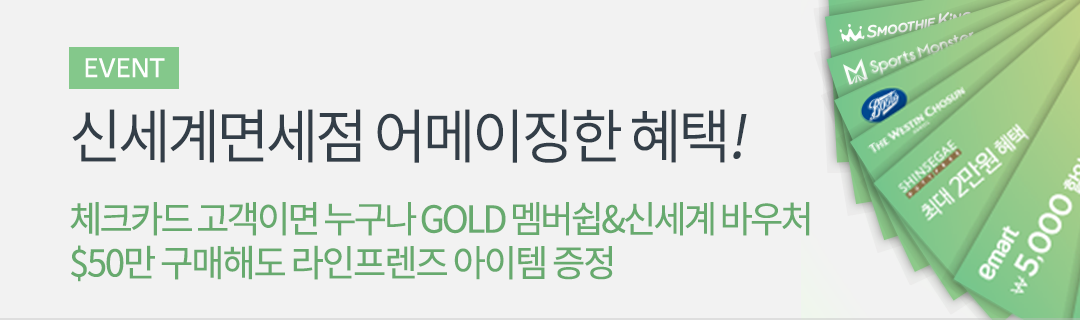 EVENT
신세계면세점 어메이징한 혜택!
체크카드 고객이면 누구나 GOLD 멤버쉽&신세계 바우처
$50만 구매해도 라인프렌즈 아이템 증정
SMOOTHIE KING
Sports Monster
Boots
THE WESTIN CHOSUN
SHINSEGAE
최대 2만원 혜택
emart
₩5,000